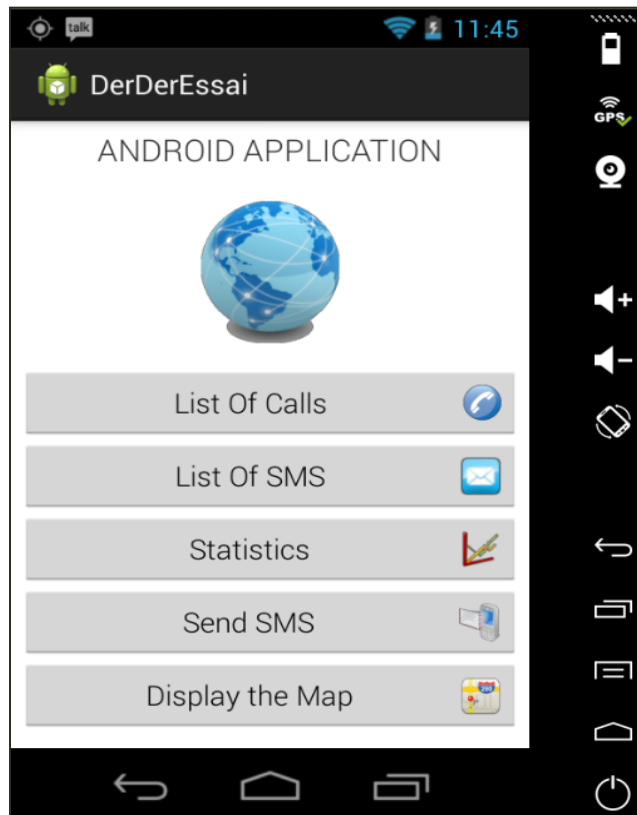 talk
11:45
DerDerEssai
ANDROID APPLICATION
List Of Calls
List Of SMS
Statistics
Send SMS
Display the Map
GPS